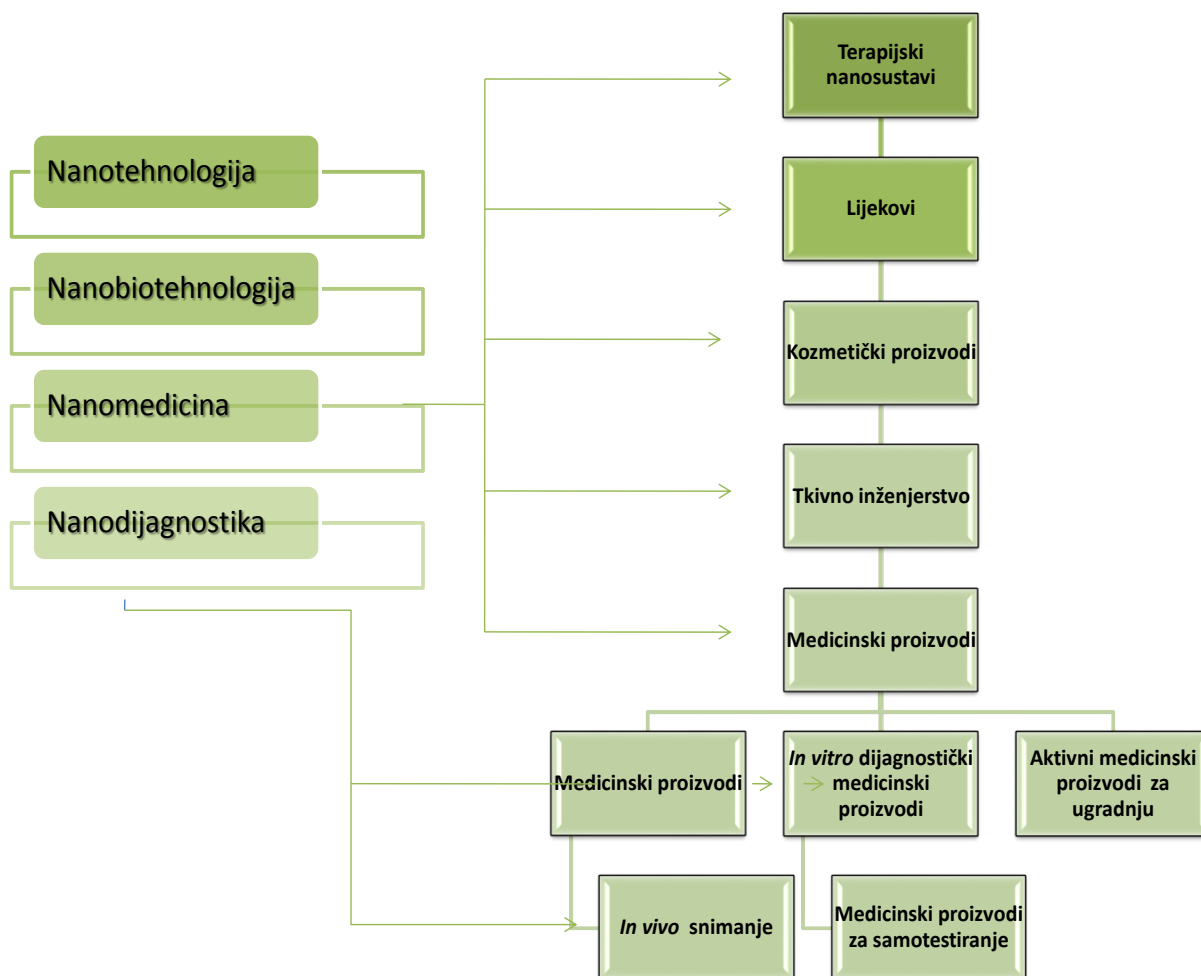 Nanotehnologija
Nanobiotehnologija
Nanomedicina
Nanodijagnostika
Terapijski
nanosustavi
Lijekovi
Kozmetički proizvodi
Tkivno inženjerstvo
Medicinski proizvodi
Medicinski proizvodi
In vitro dijagnostički
medicinski
proizvodi
Aktivni medicinski
proizvodi za
ugradnju
In vivo snimanje
Medicinski proizvodi
za samotestiranje